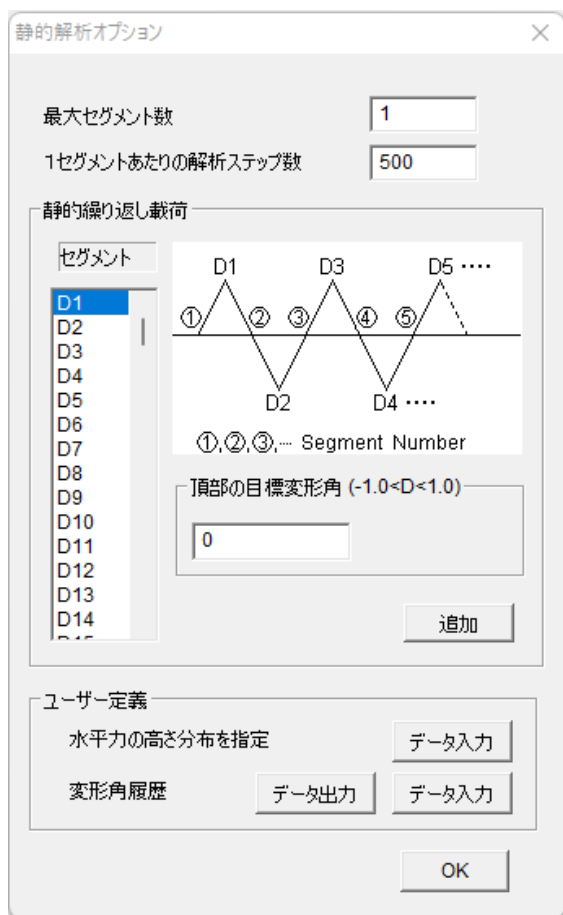 静的解析オプション
最大セグメント数
1
1セグメントあたりの解析ステップ数
500
静的繰り返し載荷
セグメント
D1
D2
D3
D4
D5
D6
D7
D8
D9
D10
D11
D12
D13
D14
D1 D3 D5 ‥‥
① ② ③ ④ ⑤
D2 D4 ‥‥
①,②,③,… Segment Number
頂部の目標変形角 (-1.0<D<1.0)
0
追加
ユーザー定義
水平力の高さ分布を指定 データ入力
変形角履歴 データ出力 データ入力
OK